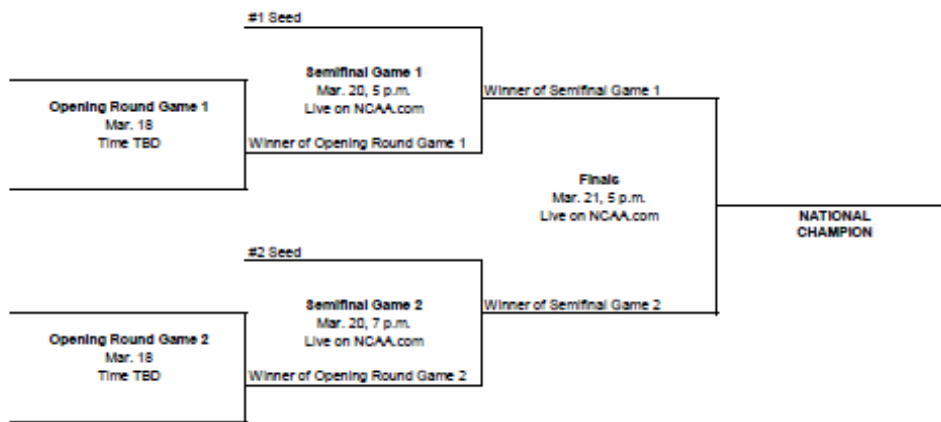 #1 Seed
Semifinal Game 1
Mar. 20, 5 p.m.
Live on NCAA.com
Winner of Semifinal Game 1
Opening Round Game 1
Mar. 18
Time TBD
Winner of Opening Round Game 1
Finals
Mar. 21, 5 p.m.
Live on NCAA.com
NATIONAL
CHAMPION
#2 Seed
Semifinal Game 2
Mar. 20, 7 p.m.
Live on NCAA.com
Winner of Semifinal Game 2
Opening Round Game 2
Mar. 18
Time TBD
Winner of Opening Round Game 2